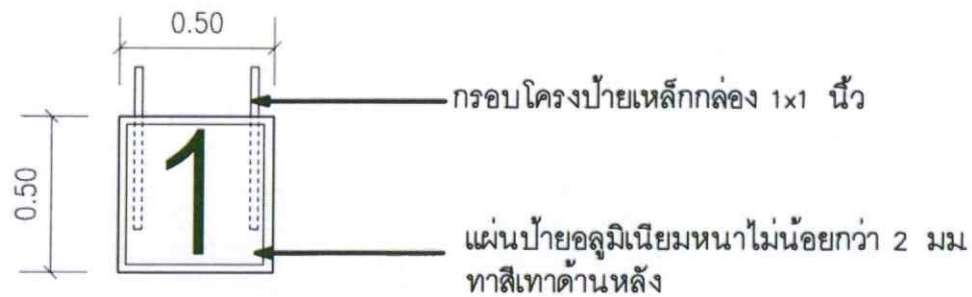 0.50
กรอบโครงป้ายเหล็กกล่อง 1x1 นิ้ว
0.50
1
แผ่นป้ายอลูมิเนียมหนาไม่น้อยกว่า 2 มม.
ทาสีเทาด้านหลัง